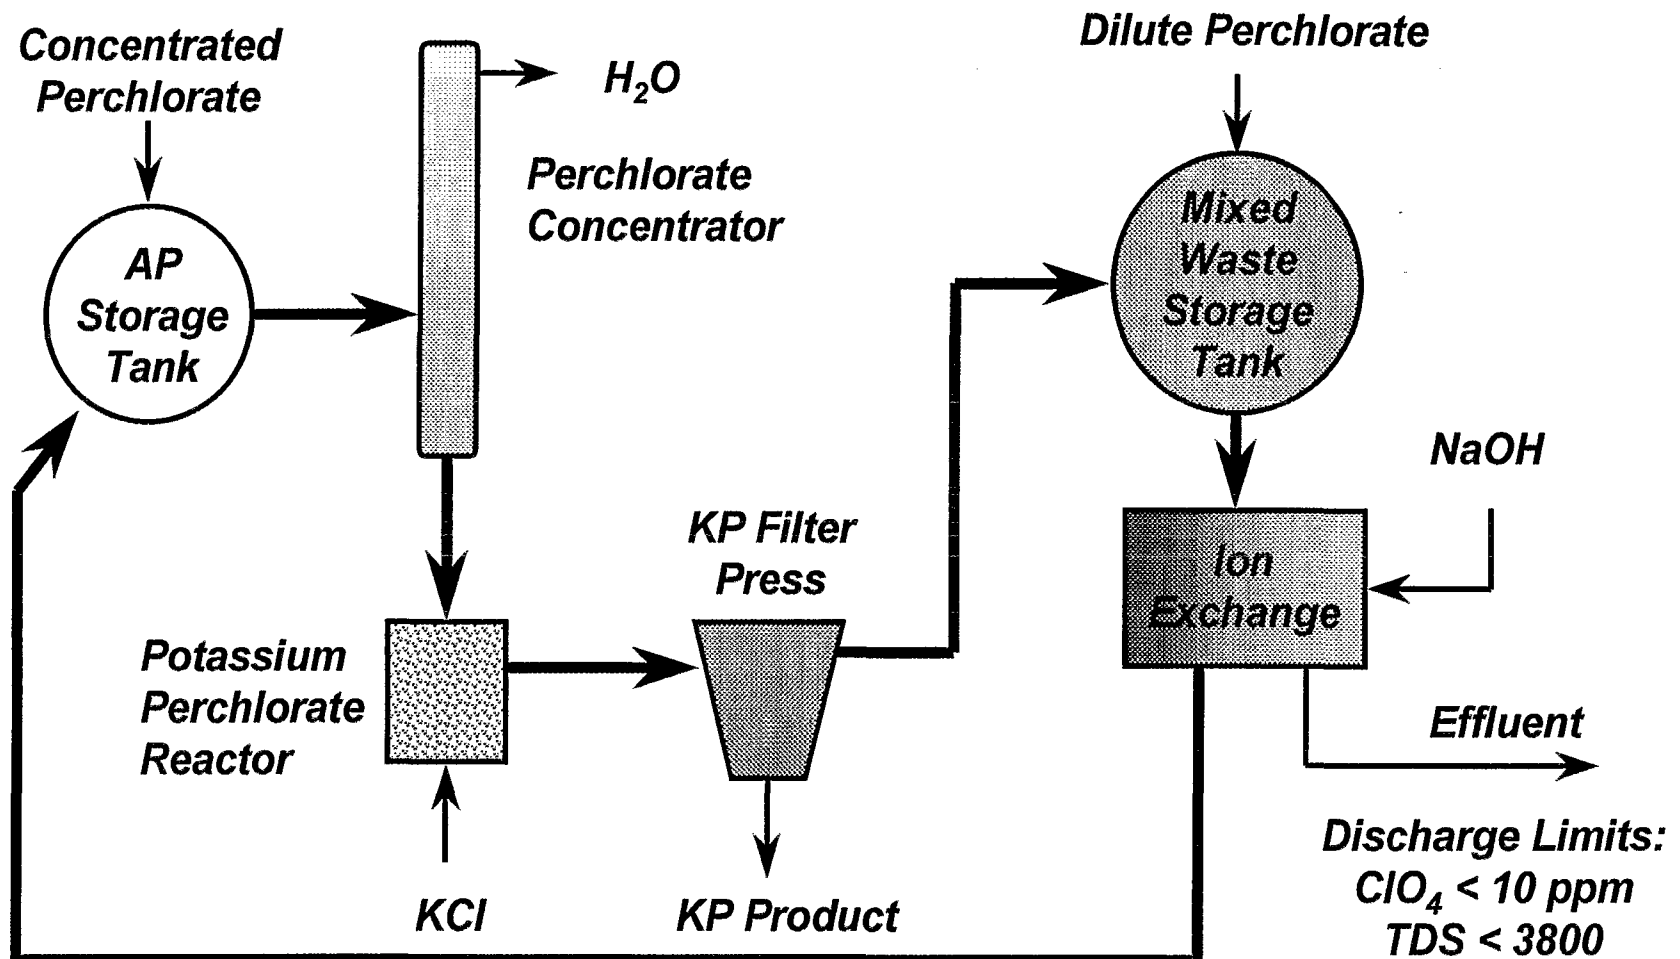 Concentrated
Perchlorate
H₂O
Dilute Perchlorate
Perchlorate
Concentrator
AP
Storage
Tank
Mixed
Waste
Storage
Tank
NaOH
KP Filter
Press
Ion
Exchange
Potassium
Perchlorate
Reactor
Effluent
KCl
KP Product
Discharge Limits:
ClO₄ < 10 ppm
TDS < 3800